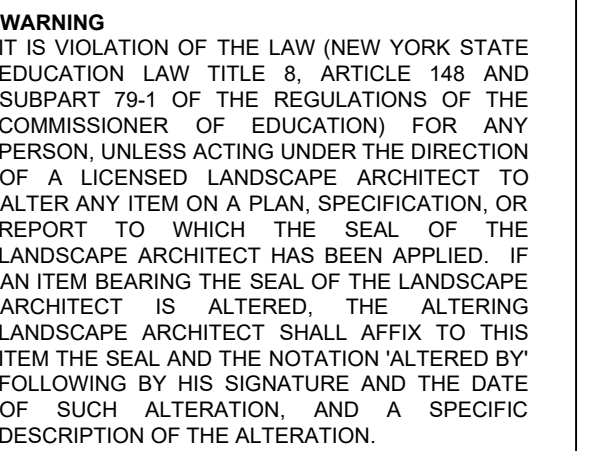 WARNING
IT IS VIOLATION OF THE LAW (NEW YORK STATE
EDUCATION LAW TITLE 8, ARTICLE 148 AND
SUBPART 79-1 OF THE REGULATIONS OF THE
COMMISSIONER OF EDUCATION) FOR ANY
PERSON, UNLESS ACTING UNDER THE DIRECTION
OF A LICENSED LANDSCAPE ARCHITECT TO
ALTER ANY ITEM ON A PLAN, SPECIFICATION, OR
REPORT TO WHICH THE SEAL OF THE
LANDSCAPE ARCHITECT HAS BEEN APPLIED. IF
AN ITEM BEARING THE SEAL OF THE LANDSCAPE
ARCHITECT IS ALTERED, THE ALTERING
LANDSCAPE ARCHITECT SHALL AFFIX TO THIS
ITEM THE SEAL AND THE NOTATION 'ALTERED BY'
FOLLOWING BY HIS SIGNATURE AND THE DATE
OF SUCH ALTERATION, AND A SPECIFIC
DESCRIPTION OF THE ALTERATION.